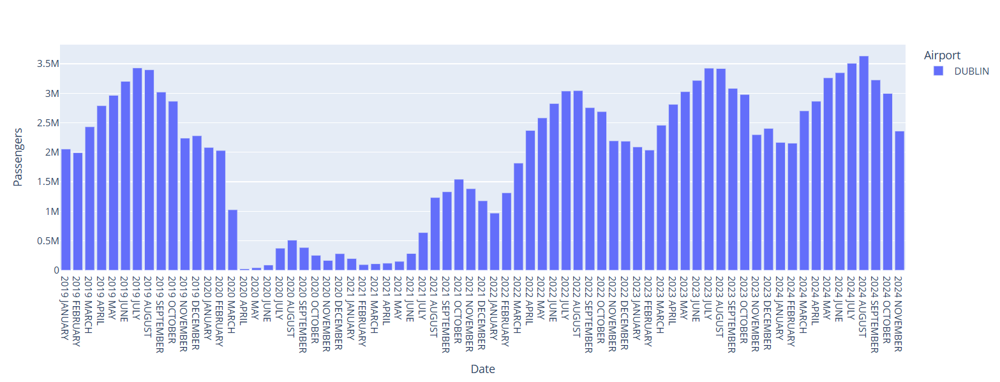 Airport
DUBLIN
Passengers
3.5M
3M
2.5M
2M
1.5M
1M
0.5M
0
2019 JANUARY
2019 FEBRUARY
2019 MARCH
2019 APRIL
2019 MAY
2019 JUNE
2019 JULY
2019 AUGUST
2019 SEPTEMBER
2019 OCTOBER
2019 NOVEMBER
2019 DECEMBER
2020 JANUARY
2020 FEBRUARY
2020 MARCH
2020 APRIL
2020 MAY
2020 JUNE
2020 JULY
2020 AUGUST
2020 SEPTEMBER
2020 OCTOBER
2020 NOVEMBER
2020 DECEMBER
2021 JANUARY
2021 FEBRUARY
2021 MARCH
2021 APRIL
2021 MAY
2021 JUNE
2021 JULY
2021 AUGUST
2021 SEPTEMBER
2021 OCTOBER
2021 NOVEMBER
2021 DECEMBER
2022 JANUARY
2022 FEBRUARY
2022 MARCH
2022 APRIL
2022 MAY
2022 JUNE
2022 JULY
2022 AUGUST
2022 SEPTEMBER
2022 OCTOBER
2022 NOVEMBER
2022 DECEMBER
2023 JANUARY
2023 FEBRUARY
2023 MARCH
2023 APRIL
2023 MAY
2023 JUNE
2023 JULY
2023 AUGUST
2023 SEPTEMBER
2023 OCTOBER
2023 NOVEMBER
2023 DECEMBER
2024 JANUARY
2024 FEBRUARY
2024 MARCH
2024 APRIL
2024 MAY
2024 JUNE
2024 JULY
2024 AUGUST
2024 SEPTEMBER
2024 OCTOBER
2024 NOVEMBER
Date